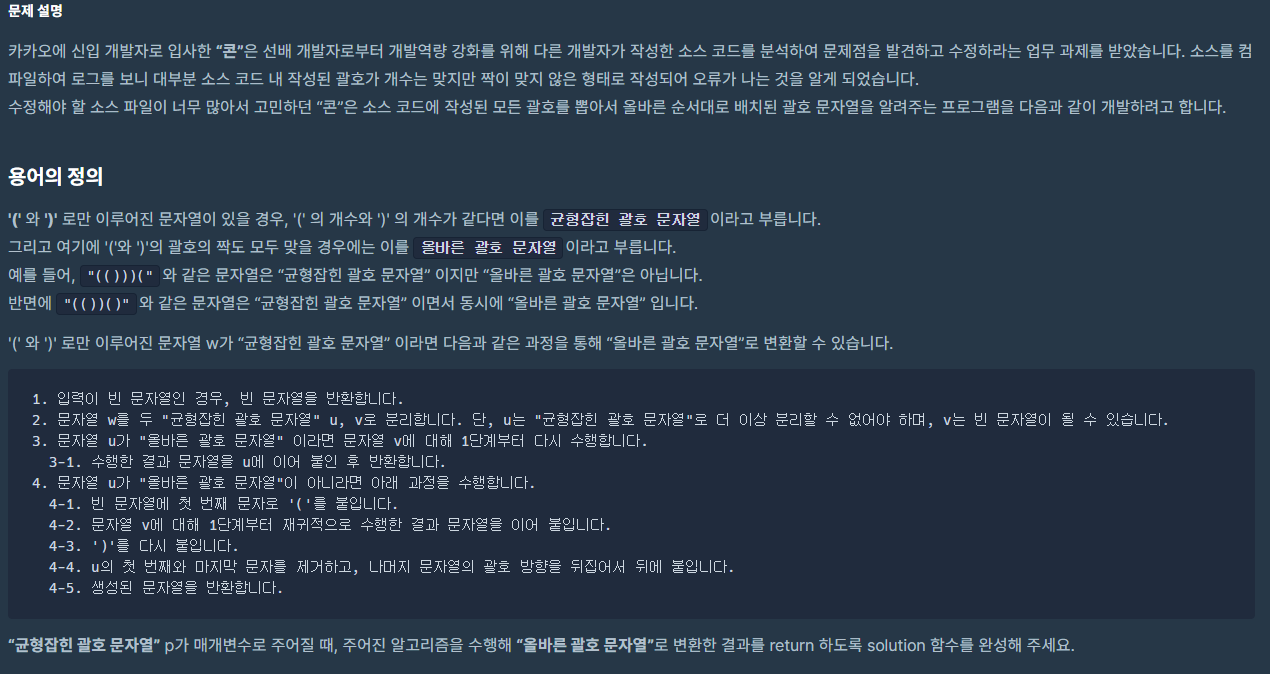 문제 설명
카카오에 신입 개발자로 입사한 “콘”은 선배 개발자로부터 개발역량 강화를 위해 다른 개발자가 작성한 소스 코드를 분석하여 문제점을 발견하고 수정하라는 업무 과제를 받았습니다. 소스를 컴
파일하여 로그를 보니 대부분 소스 코드 내 작성된 괄호가 개수는 맞지만 짝이 맞지 않은 형태로 작성되어 오류가 나는 것을 알게 되었습니다.
수정해야 할 소스 파일이 너무 많아서 고민하던 “콘”은 소스 코드에 작성된 모든 괄호를 뽑아서 올바른 순서대로 배치된 괄호 문자열을 알려주는 프로그램을 다음과 같이 개발하려고 합니다.
용어의 정의
'(' 와 ')' 로만 이루어진 문자열이 있을 경우, '(' 의 개수와 ')' 의 개수가 같다면 이를 균형잡힌 괄호 문자열 이라고 부릅니다.
그리고 여기에 '('와 ')'의 괄호의 짝도 모두 맞을 경우에는 이를 올바른 괄호 문자열 이라고 부릅니다.
예를 들어, "(()))(" 와 같은 문자열은 “균형잡힌 괄호 문자열” 이지만 “올바른 괄호 문자열”은 아닙니다.
반면에 "(())()" 와 같은 문자열은 “균형잡힌 괄호 문자열” 이면서 동시에 “올바른 괄호 문자열” 입니다.
'(' 와 ')' 로만 이루어진 문자열 w가 “균형잡힌 괄호 문자열” 이라면 다음과 같은 과정을 통해 “올바른 괄호 문자열”로 변환할 수 있습니다.
1. 입력이 빈 문자열인 경우, 빈 문자열을 반환합니다.
2. 문자열 w를 두 "균형잡힌 괄호 문자열" u, v로 분리합니다. 단, u는 "균형잡힌 괄호 문자열"로 더 이상 분리할 수 없어야 하며, v는 빈 문자열이 될 수 있습니다.
3. 문자열 u가 "올바른 괄호 문자열" 이라면 문자열 v에 대해 1단계부터 다시 수행합니다.
3-1. 수행한 결과 문자열을 u에 이어 붙인 후 반환합니다.
4. 문자열 u가 "올바른 괄호 문자열"이 아니라면 아래 과정을 수행합니다.
4-1. 빈 문자열에 첫 번째 문자로 '('를 붙입니다.
4-2. 문자열 v에 대해 1단계부터 재귀적으로 수행한 결과 문자열을 이어 붙입니다.
4-3. ')'를 다시 붙입니다.
4-4. u의 첫 번째와 마지막 문자를 제거하고, 나머지 문자열의 괄호 방향을 뒤집어서 뒤에 붙입니다.
4-5. 생성된 문자열을 반환합니다.
“균형잡힌 괄호 문자열” p가 매개변수로 주어질 때, 주어진 알고리즘을 수행해 “올바른 괄호 문자열”로 변환한 결과를 return 하도록 solution 함수를 완성해 주세요.